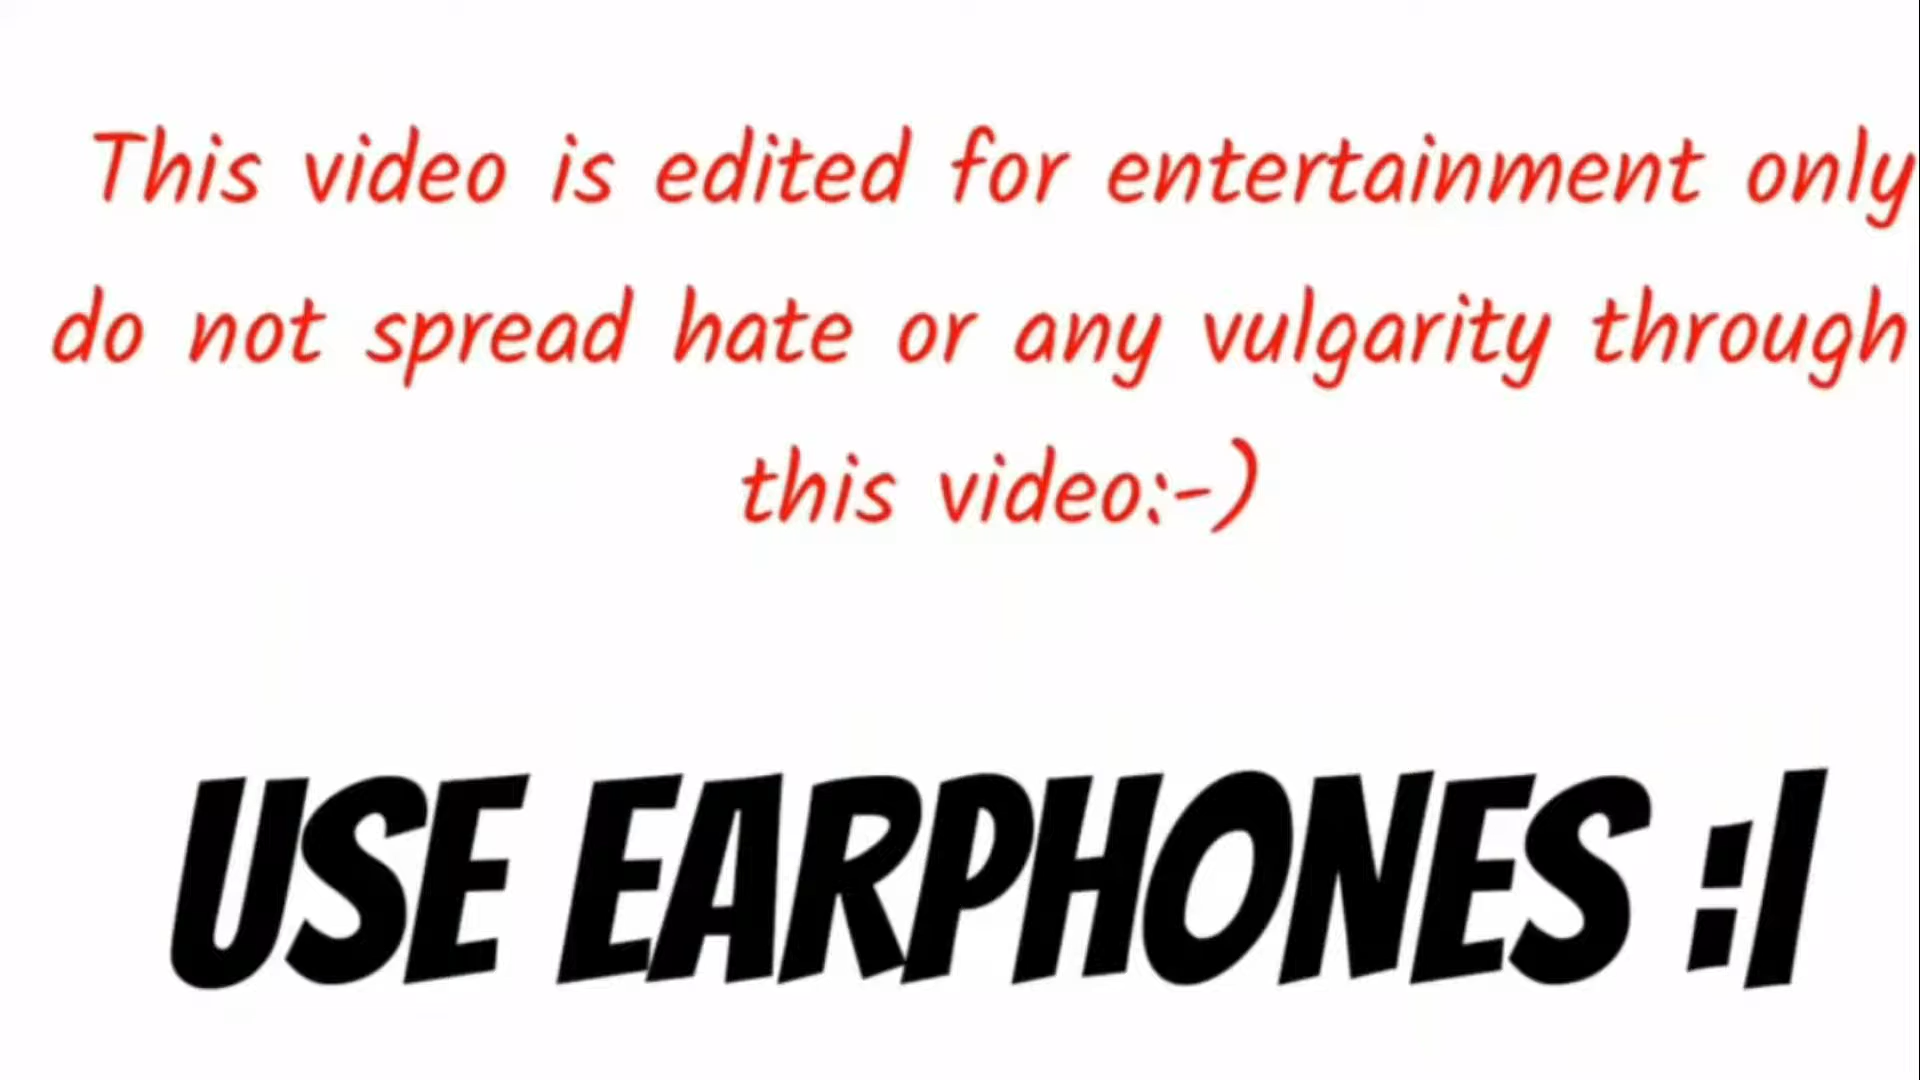 This video is edited for entertainment only
do not spread hate or any vulgarity through
this video:-)
USE EARPHONES :|